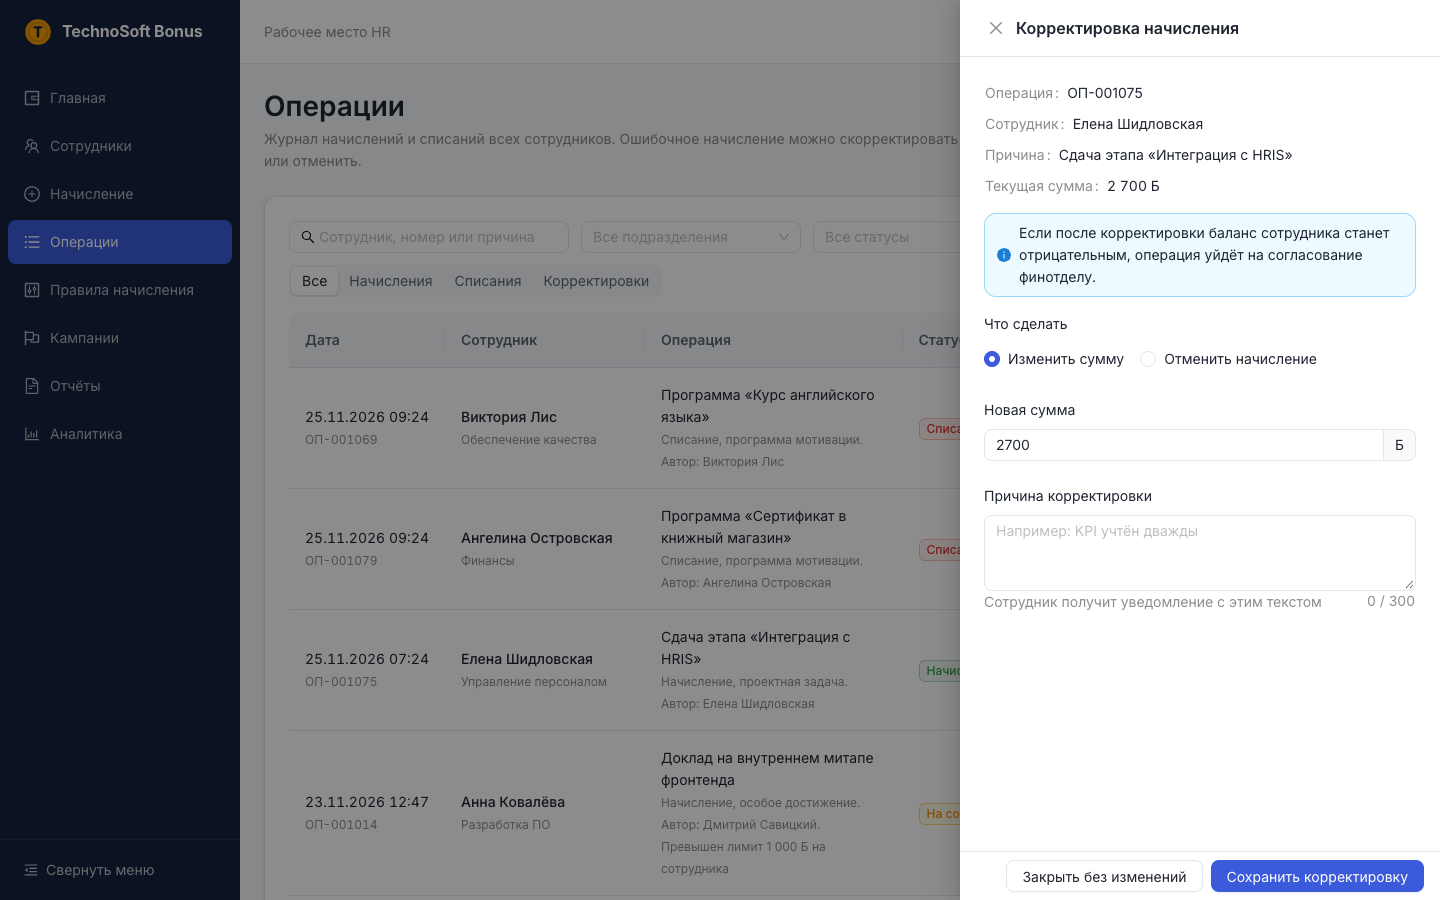 TechnoSoft Bonus
Главная
Сотрудники
Начисление
Операции
Правила начисления
Кампании
Отчёты
Аналитика
Свернуть меню
Рабочее место HR
Операции
Журнал начислений и списаний всех сотрудников. Ошибочное начисление можно скорректировать
или отменить.
Сотрудник, номер или причина
Все подразделения
Все статусы
Все
Начисления
Списания
Корректировки
Дата
Сотрудник
Операция
25.11.2026 09:24
ОП-001069
Виктория Лис
Обеспечение качества
Программа «Курс английского
языка»
Списание, программа мотивации.
Автор: Виктория Лис
25.11.2026 09:24
ОП-001079
Ангелина Островская
Финансы
Программа «Сертификат в
книжный магазин»
Списание, программа мотивации.
Автор: Ангелина Островская
25.11.2026 07:24
ОП-001075
Елена Шидловская
Управление персоналом
Сдача этапа «Интеграция с
HRIS»
Начисление, проектная задача.
Автор: Елена Шидловская
23.11.2026 12:47
ОП-001014
Анна Ковалёва
Разработка ПО
Доклад на внутреннем митапе
фронтенда
Начисление, особое достижение.
Автор: Дмитрий Савицкий.
Превышен лимит 1 000 Б на
сотрудника
Корректировка начисления
Операция: ОП-001075
Сотрудник: Елена Шидловская
Причина: Сдача этапа «Интеграция с HRIS»
Текущая сумма: 2 700 Б
Если после корректировки баланс сотрудника станет
отрицательным, операция уйдёт на согласование
финотделу.
Что сделать
Изменить сумму
Отменить начисление
Новая сумма
2700
Б
Причина корректировки
Например: KPI учтён дважды
Сотрудник получит уведомление с этим текстом
0 / 300
Закрыть без изменений
Сохранить корректировку